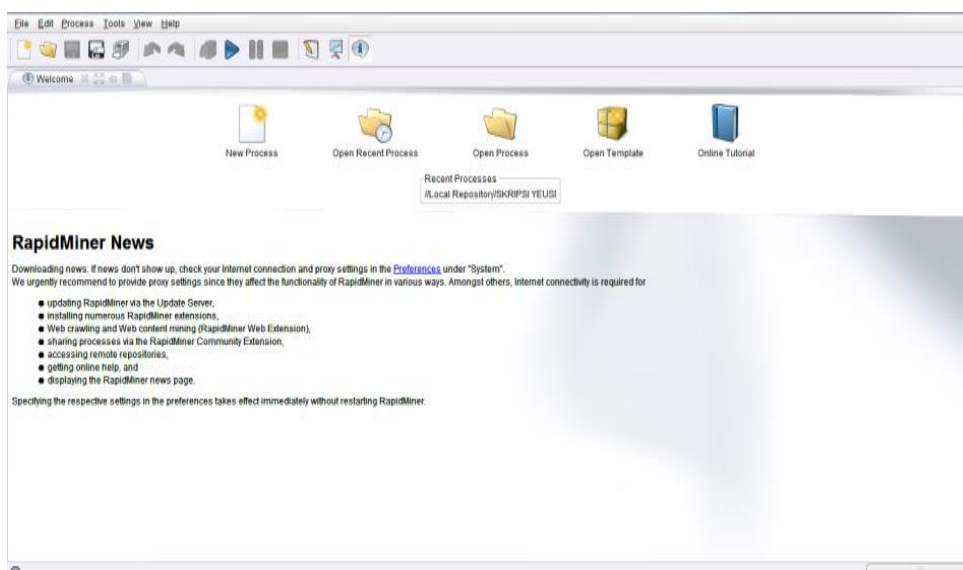 File Edit Process Tools View Help
Welcome
New Process Open Recent Process Open Process Open Template Online Tutorial
Recent Processes
//Local Repository/SKRIPSI YEUSI
RapidMiner News
Downloading news. If news don't show up, check your internet connection and proxy settings in the Preferences under "System".
We urgently recommend to provide proxy settings since they affect the functionality of RapidMiner in various ways. Amongst others, Internet connectivity is required for
● updating RapidMiner via the Update Server,
● installing numerous RapidMiner extensions,
● Web crawling and Web content mining (RapidMiner Web Extension),
● sharing processes via the RapidMiner Community Extension,
● accessing remote repositories,
● getting online help, and
● displaying the RapidMiner news page.
Specifying the respective settings in the preferences takes effect immediately without restarting RapidMiner.